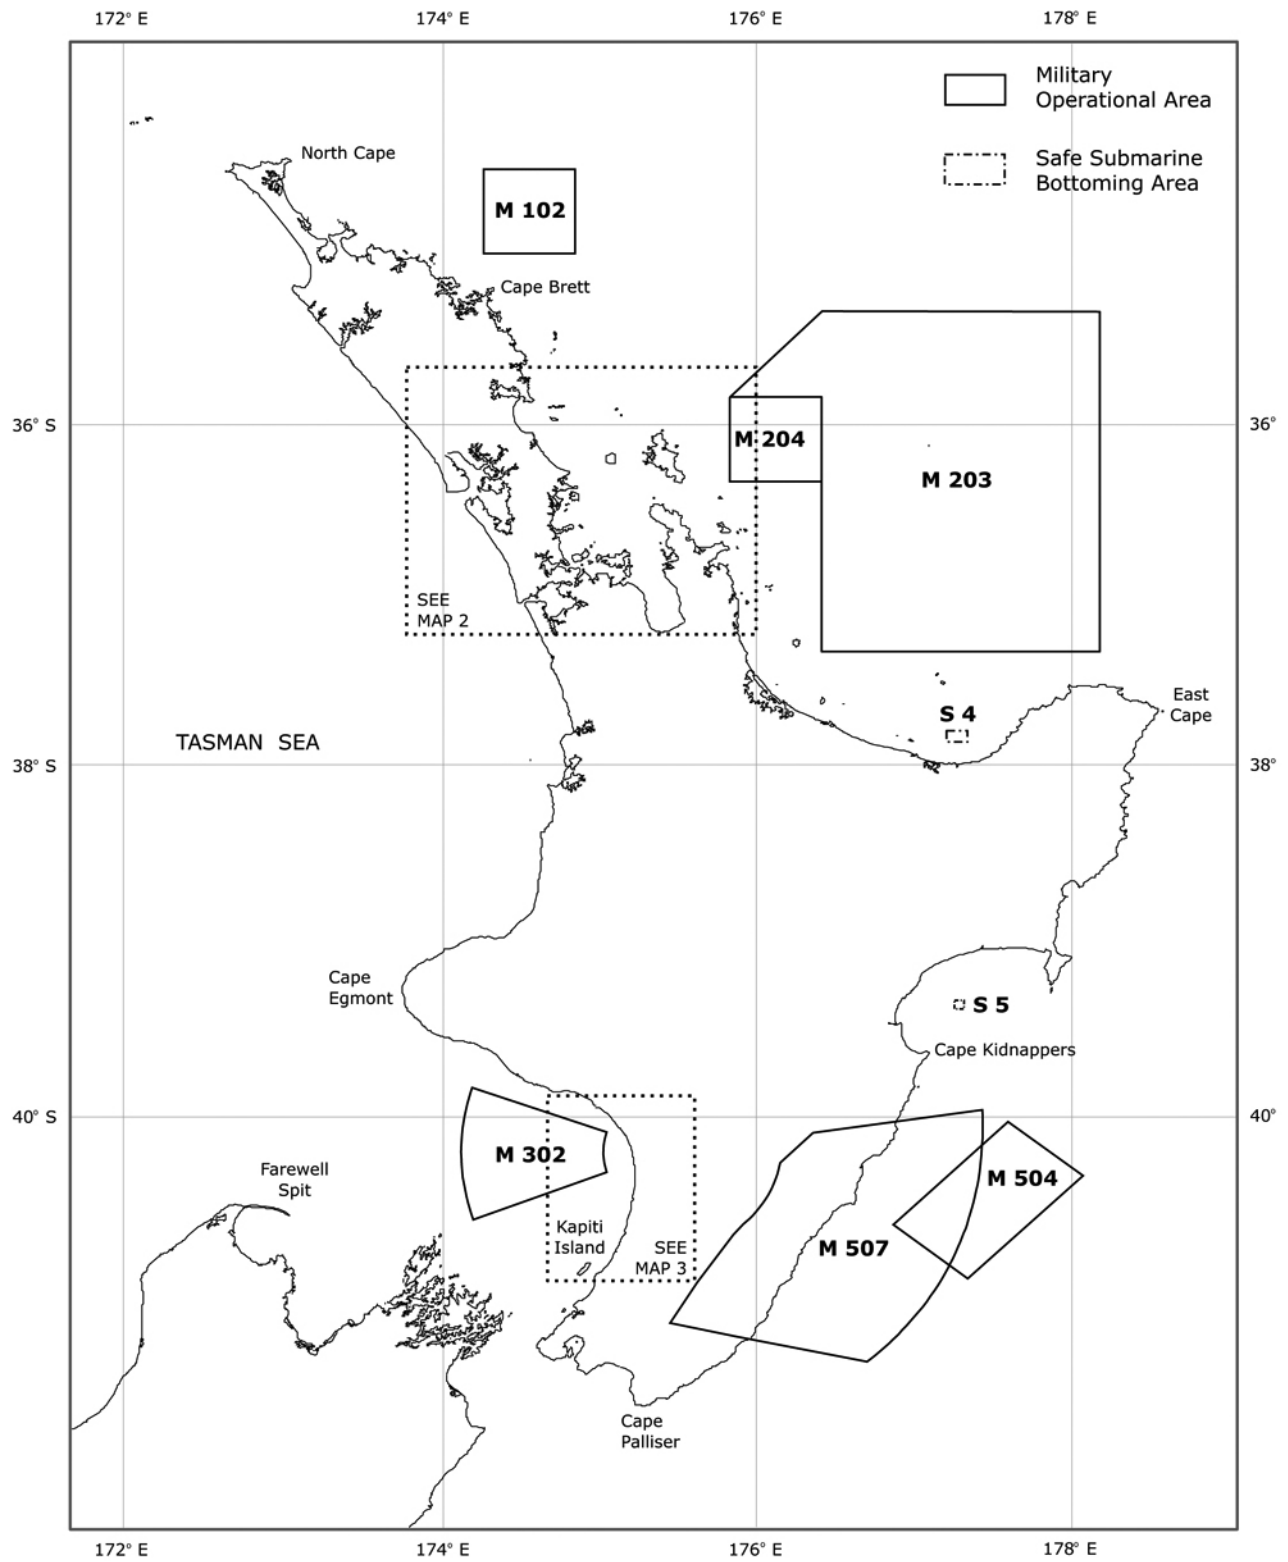 172° E 174° E 176° E 178° E
Military
Operational Area
Safe Submarine
Bottoming Area
North Cape
M 102
Cape Brett
36° S
36°
M 204
M 203
SEE
MAP 2
East
Cape
S 4
TASMAN SEA
38° S
38°
Cape
Egmont
S 5
Cape Kidnappers
40° S
40°
M 302
Farewell
Spit
M 504
Kapiti
Island
SEE
MAP 3
M 507
Cape
Palliser
172° E 174° E 176° E 178° E